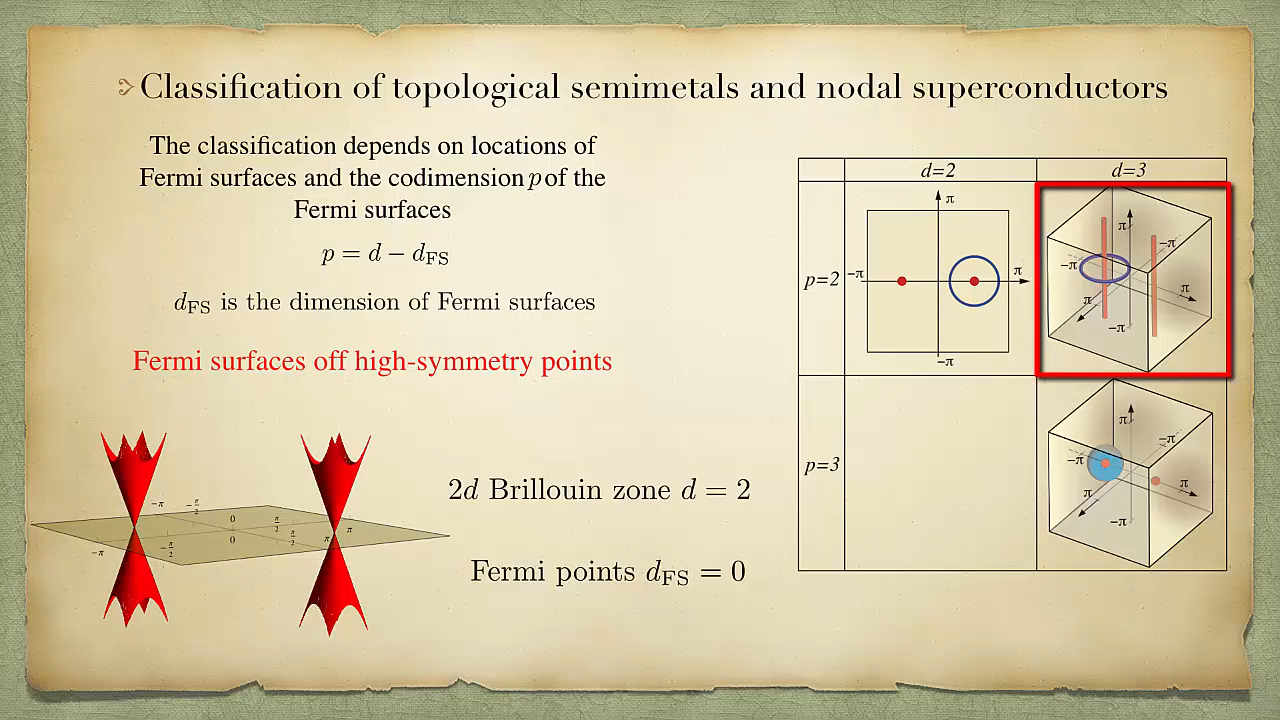 Classification of topological semimetals and nodal superconductors
The classification depends on locations of
Fermi surfaces and the codimension p of the
Fermi surfaces
p = d − d_FS
d_FS is the dimension of Fermi surfaces
Fermi surfaces off high-symmetry points
2d Brillouin zone d = 2
Fermi points d_FS = 0
−π −π/2 0 π/2
−π −π/2 0 π/2 π π
d=2 d=3
p=2
π
−π π
−π
π −π
−π π
π
−π
p=3
π −π
−π π
π
−π